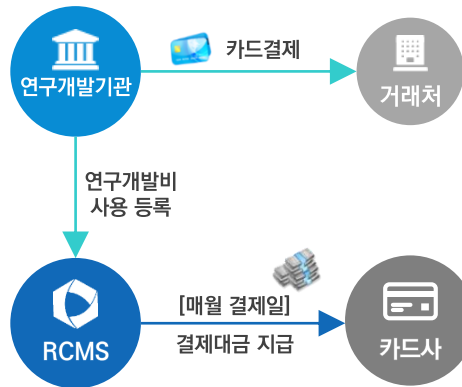 연구개발기관
카드결제
거래처
연구개발비
사용 등록
RCMS
[매월 결제일]
결제대금 지급
카드사